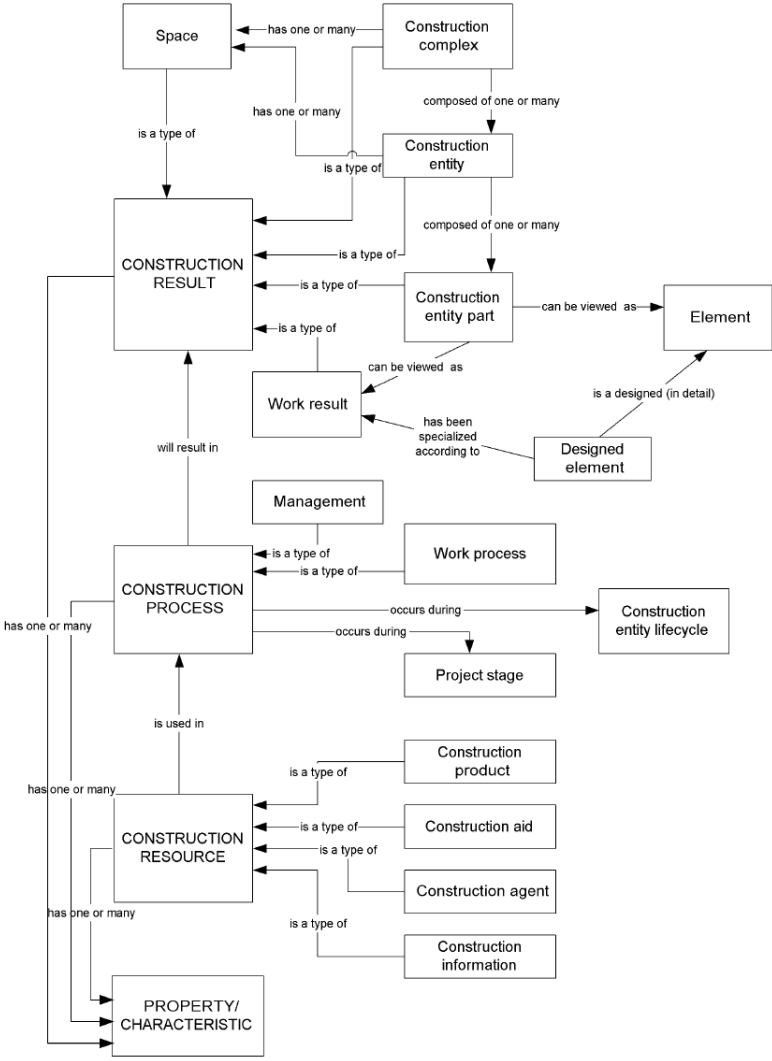 Space
has one or many
Construction
complex
has one or many
composed of one or many
is a type of
Construction
entity
is a type of
composed of one or many
CONSTRUCTION
RESULT
is a type of
is a type of
Construction
entity part
can be viewed as
Element
is a type of
can be viewed as
Work result
is a designed (in detail)
has been
specialized
according to
Designed
element
will result in
Management
is a type of
Work process
is a type of
CONSTRUCTION
PROCESS
occurs during
Construction
entity lifecycle
has one or many
occurs during
Project stage
is used in
Construction
product
is a type of
has one or many
CONSTRUCTION
RESOURCE
is a type of
Construction aid
is a type of
Construction agent
has one or many
is a type of
Construction
information
PROPERTY/
CHARACTERISTIC